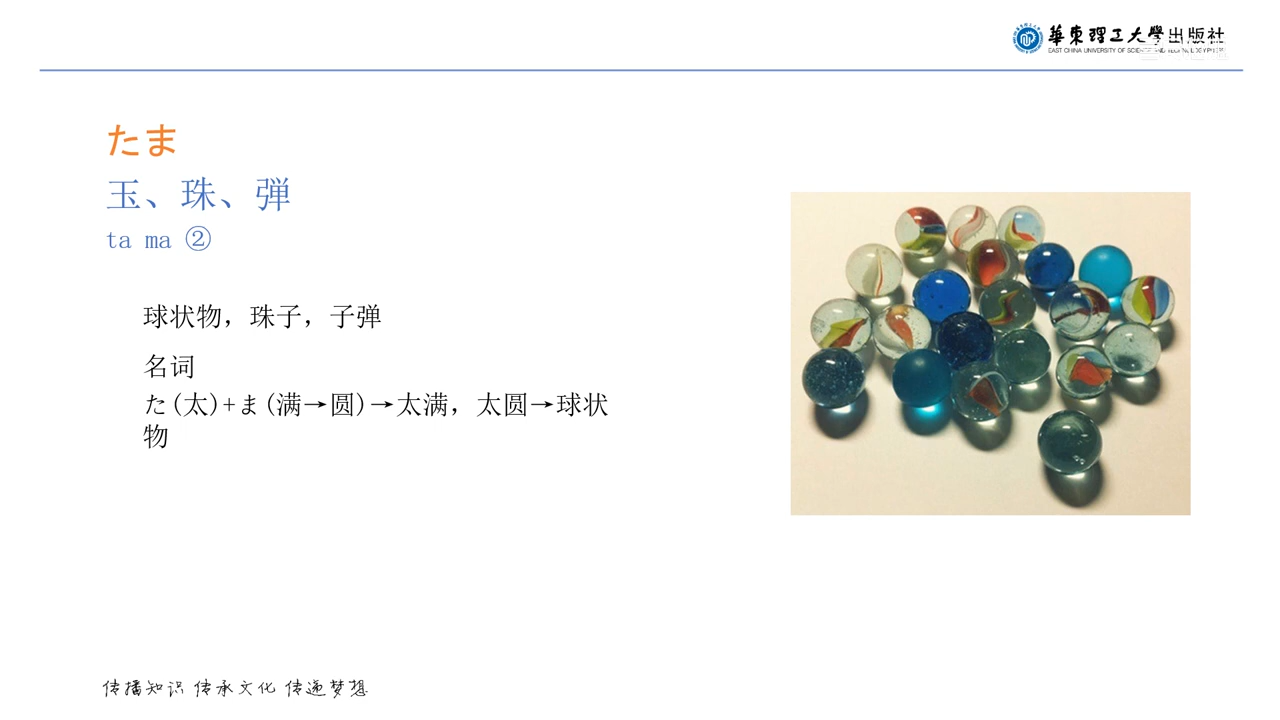 華東理工大學出版社
EAST CHINA UNIVERSITY OF SCIENCE AND TECHNOLOGY PRESS
たま
玉、珠、弾
ta ma ②
球状物，珠子，子弹
名词
た(太)+ま(满→圆)→太满，太圆→球状
物
传播知识 传承文化 传递梦想